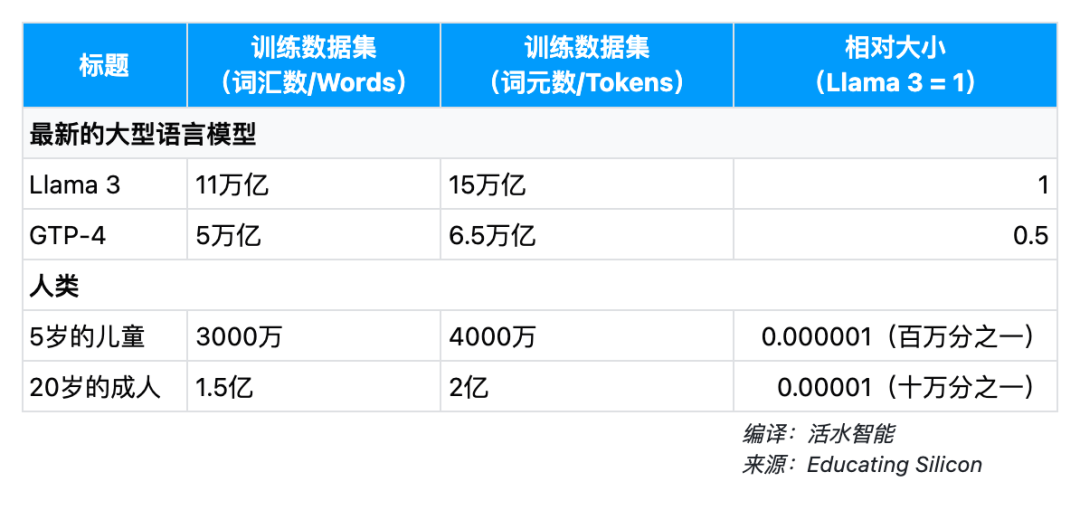 标题 训练数据集 训练数据集 相对大小
（词汇数/Words） （词元数/Tokens） （Llama 3 = 1）
最新的大型语言模型
Llama 3 11万亿 15万亿 1
GTP-4 5万亿 6.5万亿 0.5
人类
5岁的儿童 3000万 4000万 0.000001（百万分之一）
20岁的成人 1.5亿 2亿 0.00001（十万分之一）
编译：活水智能
来源：Educating Silicon